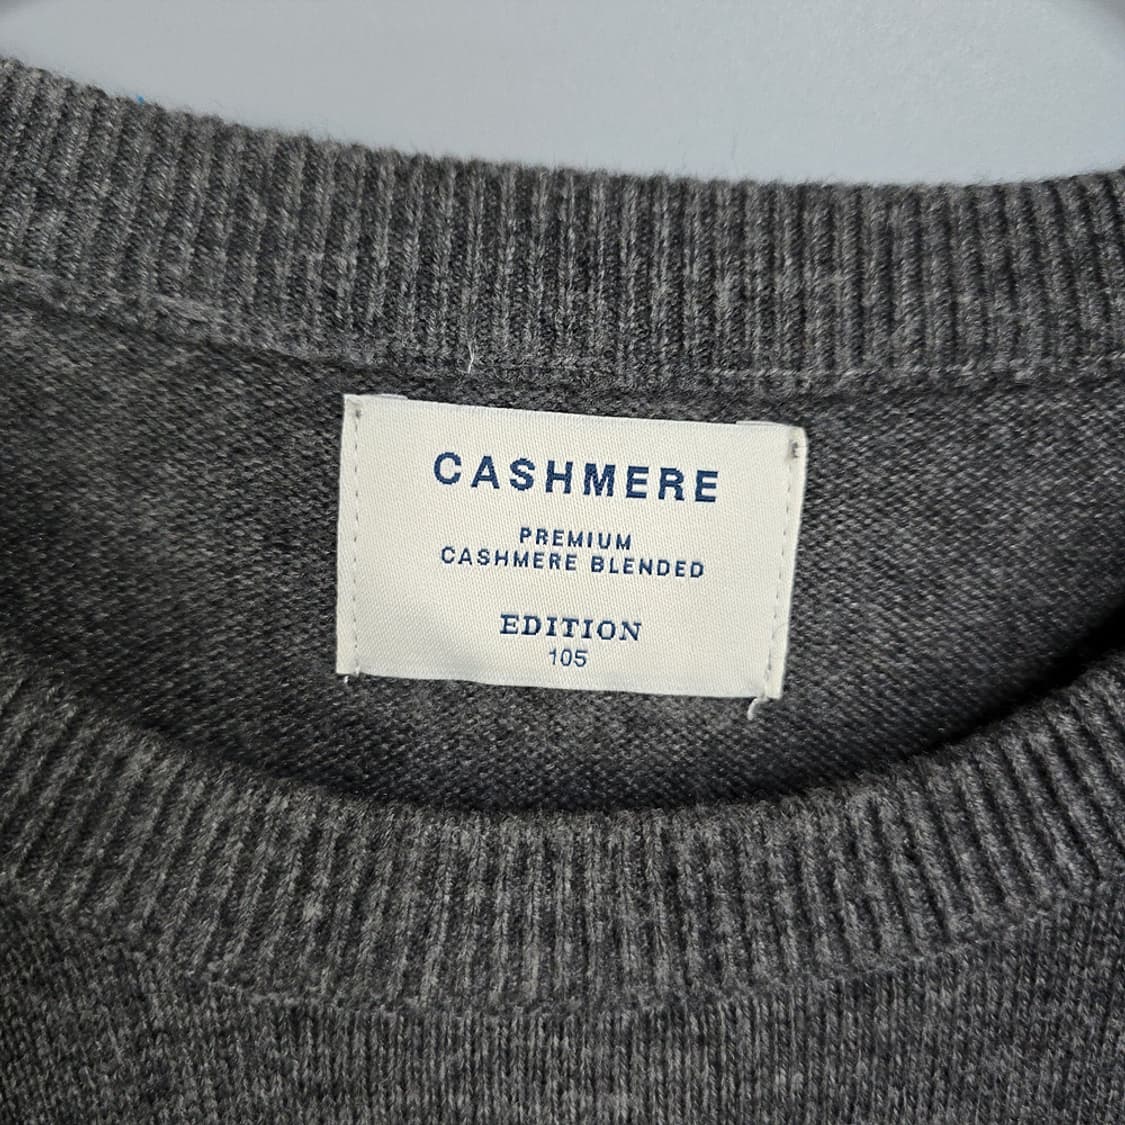 CASHMERE
PREMIUM
CASHMERE BLENDED
EDITION
105